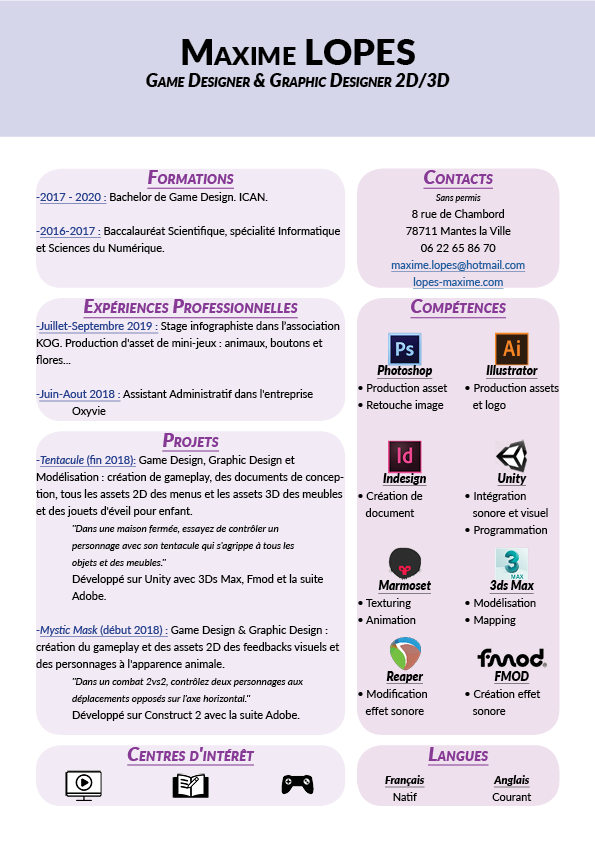 Maxime LOPES
Game Designer & Graphic Designer 2D/3D
Formations
-2017 - 2020 : Bachelor de Game Design. ICAN.
-2016-2017 : Baccalauréat Scientifique, spécialité Informatique
et Sciences du Numérique.
Contacts
Sans permis
8 rue de Chambord
78711 Mantes la Ville
06 22 65 86 70
maxime.lopes@hotmail.com
lopes-maxime.com
Expériences Professionnelles
-Juillet-Septembre 2019 : Stage infographiste dans l'association
KOG. Production d'asset de mini-jeux : animaux, boutons et
flores...
-Juin-Aout 2018 : Assistant Administratif dans l'entreprise
Oxyvie
Projets
-Tentacule (fin 2018): Game Design, Graphic Design et
Modélisation : création de gameplay, des documents de concep-
tion, tous les assets 2D des menus et les assets 3D des meubles
et des jouets d'éveil pour enfant.
"Dans une maison fermée, essayez de contrôler un
personnage avec son tentacule qui s'agrippe à tous les
objets et des meubles."
Développé sur Unity avec 3Ds Max, Fmod et la suite
Adobe.
-Mystic Mask (début 2018) : Game Design & Graphic Design :
création du gameplay et des assets 2D des feedbacks visuels et
des personnages à l'apparence animale.
"Dans un combat 2vs2, contrôlez deux personnages aux
déplacements opposés sur l'axe horizontal."
Développé sur Construct 2 avec la suite Adobe.
Compétences
Ps
Photoshop
• Production asset
• Retouche image
Ai
Illustrator
• Production assets
et logo
Id
Indesign
• Création de
document
Unity
• Intégration
sonore et visuel
• Programmation
Marmoset
• Texturing
• Animation
3
MAX
3ds Max
• Modélisation
• Mapping
Reaper
• Modification
effet sonore
fmod
FMOD
• Création effet
sonore
Centres d'intérêt
Langues
Français
Natif
Anglais
Courant